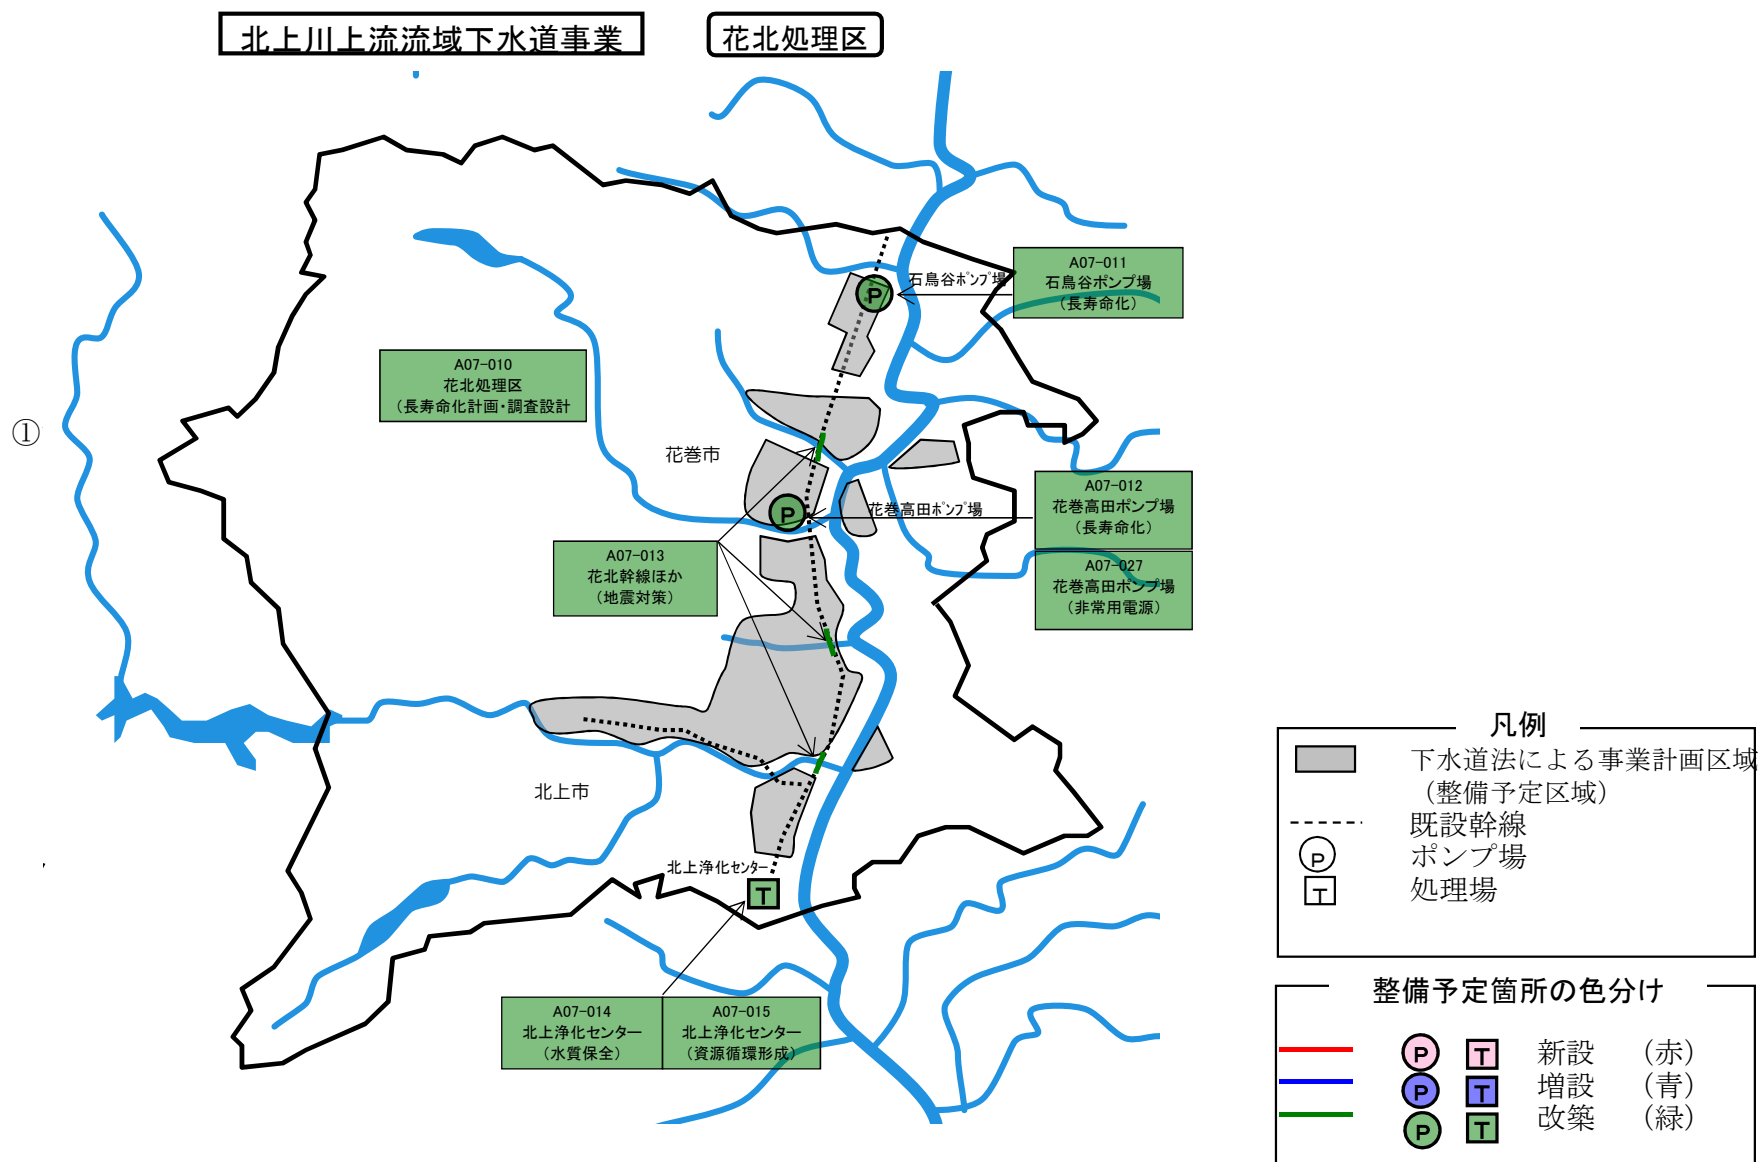 北上川上流流域下水道事業
花北処理区
A07-011
石鳥谷ポンプ場
（長寿命化）
石鳥谷ポンプ場
P
A07-010
花北処理区
（長寿命化計画・調査設計
①
花巻市
A07-012
花巻高田ポンプ場
（長寿命化）
花巻高田ポンプ場
P
A07-013
花北幹線ほか
（地震対策）
A07-027
花巻高田ポンプ場
（非常用電源）
北上市
北上浄化センター
T
A07-014
北上浄化センター
（水質保全）
A07-015
北上浄化センター
（資源循環形成）
凡例
下水道法による事業計画区域
（整備予定区域）
既設幹線
P ポンプ場
T 処理場
整備予定箇所の色分け
P T 新設 （赤）
P T 増設 （青）
P T 改築 （緑）